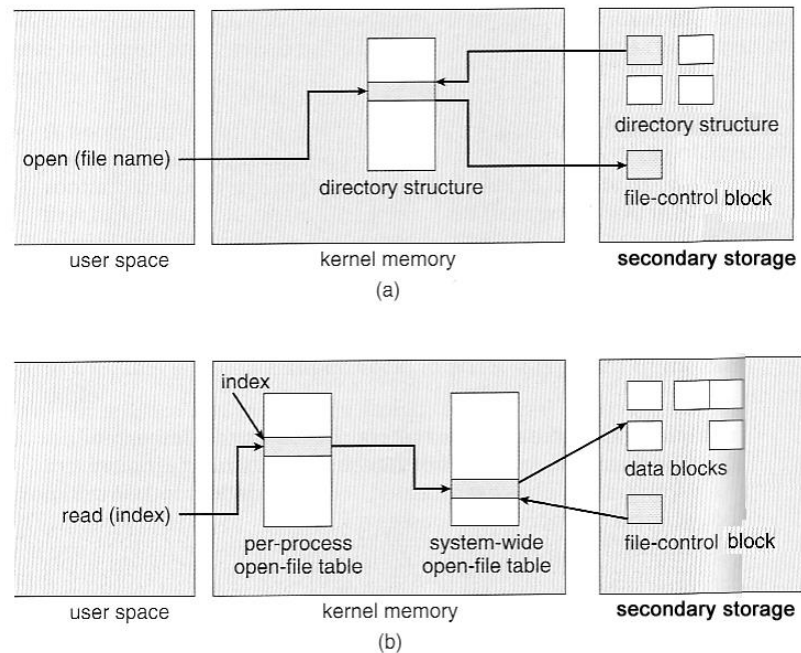 open (file name)
directory structure
directory structure
file-control block
user space
kernel memory
secondary storage
(a)
index
read (index)
per-process
open-file table
system-wide
open-file table
data blocks
file-control block
user space
kernel memory
secondary storage
(b)